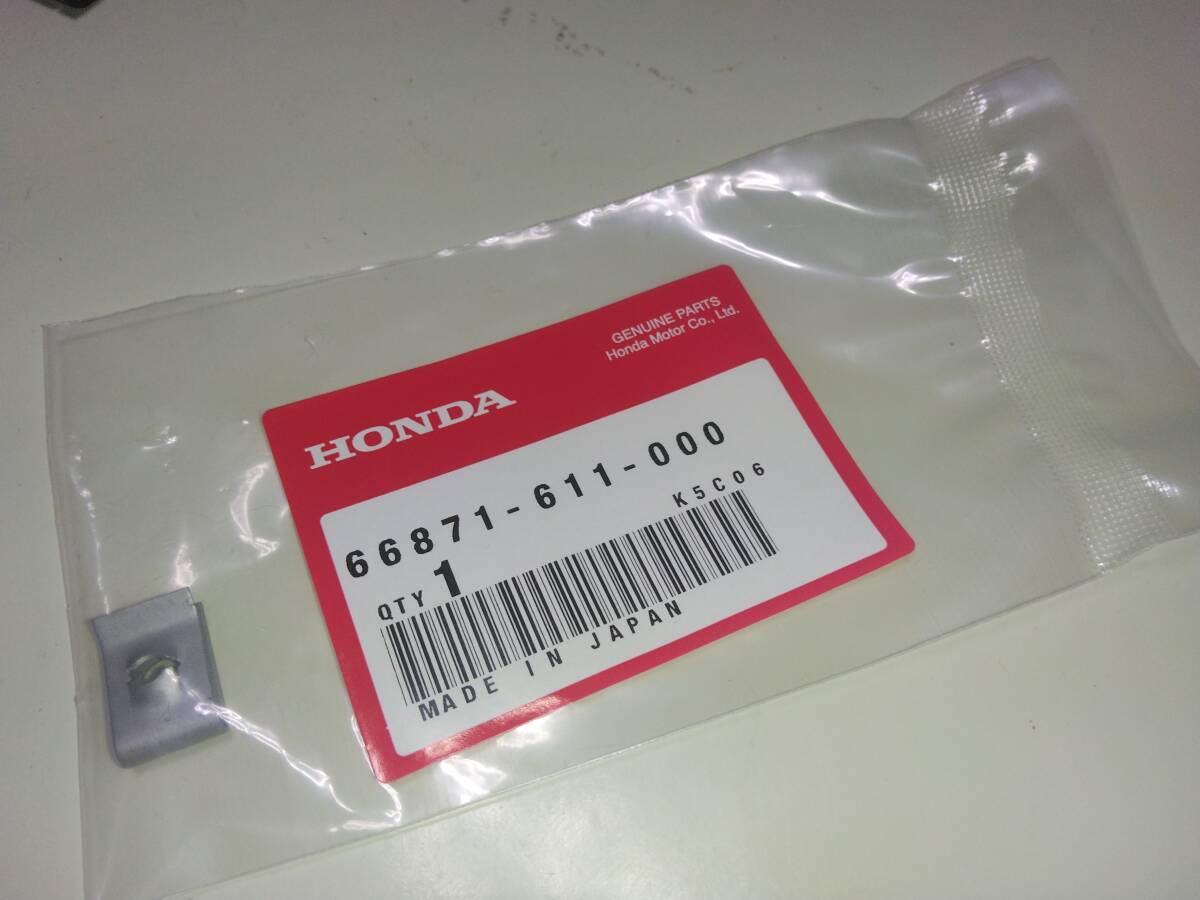 GENUINE PARTS
Honda Motor Co., Ltd.
HONDA
66871-611-000
K5C06
QTY 1
MADE IN JAPAN